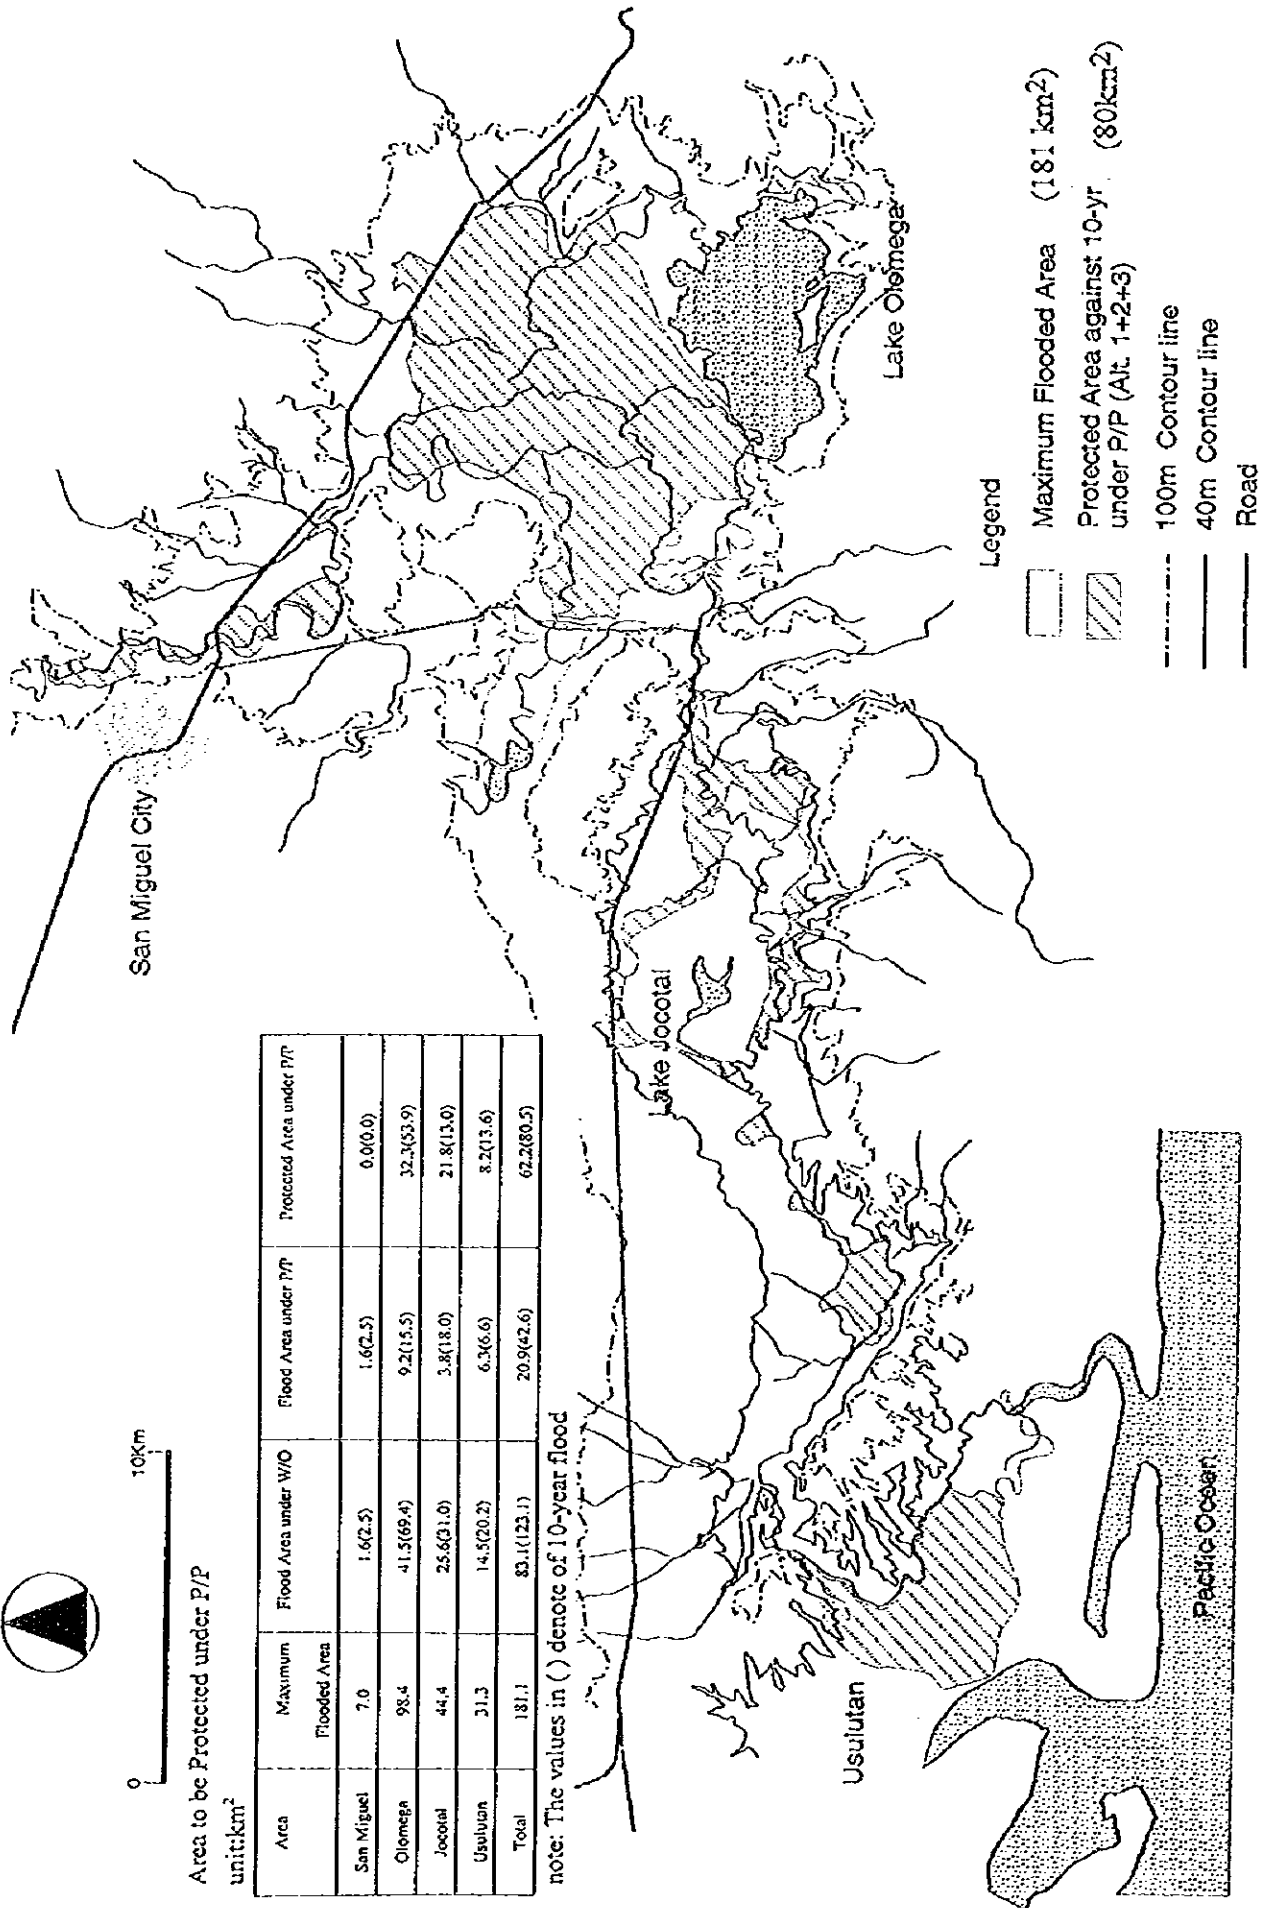 0 10Km
Area to be Protected under P/P
unit:km²
Area Maximum Flooded Area Flood Area under W/O Flood Area under P/P Protected Area under P/P
San Miguel 7.0 1.6(2.5) 1.6(2.5) 0.0(0.0)
Olomega 98.4 41.5(69.4) 9.2(15.5) 32.3(53.9)
Jocotal 44.4 25.6(31.0) 3.8(18.0) 21.8(13.0)
Usulutan 31.3 14.5(20.2) 6.3(6.6) 8.2(13.6)
Total 181.1 83.1(123.1) 20.9(42.6) 62.2(80.5)
note: The values in ( ) denote of 10-year flood
San Miguel City
Lake Jocotal
Lake Olomega
Usulutan
Pacific Ocean
Legend
Maximum Flooded Area (181 km²)
Protected Area against 10-yr
under P/P (Alt. 1+2+3) (80km²)
100m Contour line
40m Contour line
Road